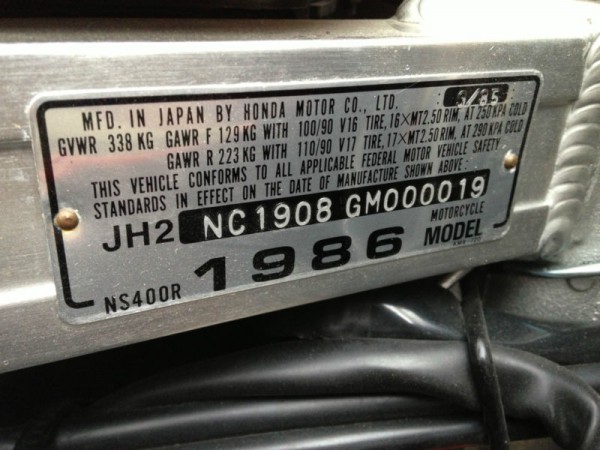 MFD. IN JAPAN BY HONDA MOTOR CO., LTD. /85
GVWR 338 KG GAWR F 129 KG WITH 100/90 V16 TIRE, 16×MT2.50 RIM, AT 250 KPA COLD
GAWR R 223 KG WITH 110/90 V17 TIRE, 17×MT2.50 RIM, AT 290 KPA COLD
THIS VEHICLE CONFORMS TO ALL APPLICABLE FEDERAL MOTOR VEHICLE SAFETY
STANDARDS IN EFFECT ON THE DATE OF MANUFACTURE SHOWN ABOVE:
JH2 NC1908 GM000019
MOTORCYCLE
NS400R 1986 MODEL